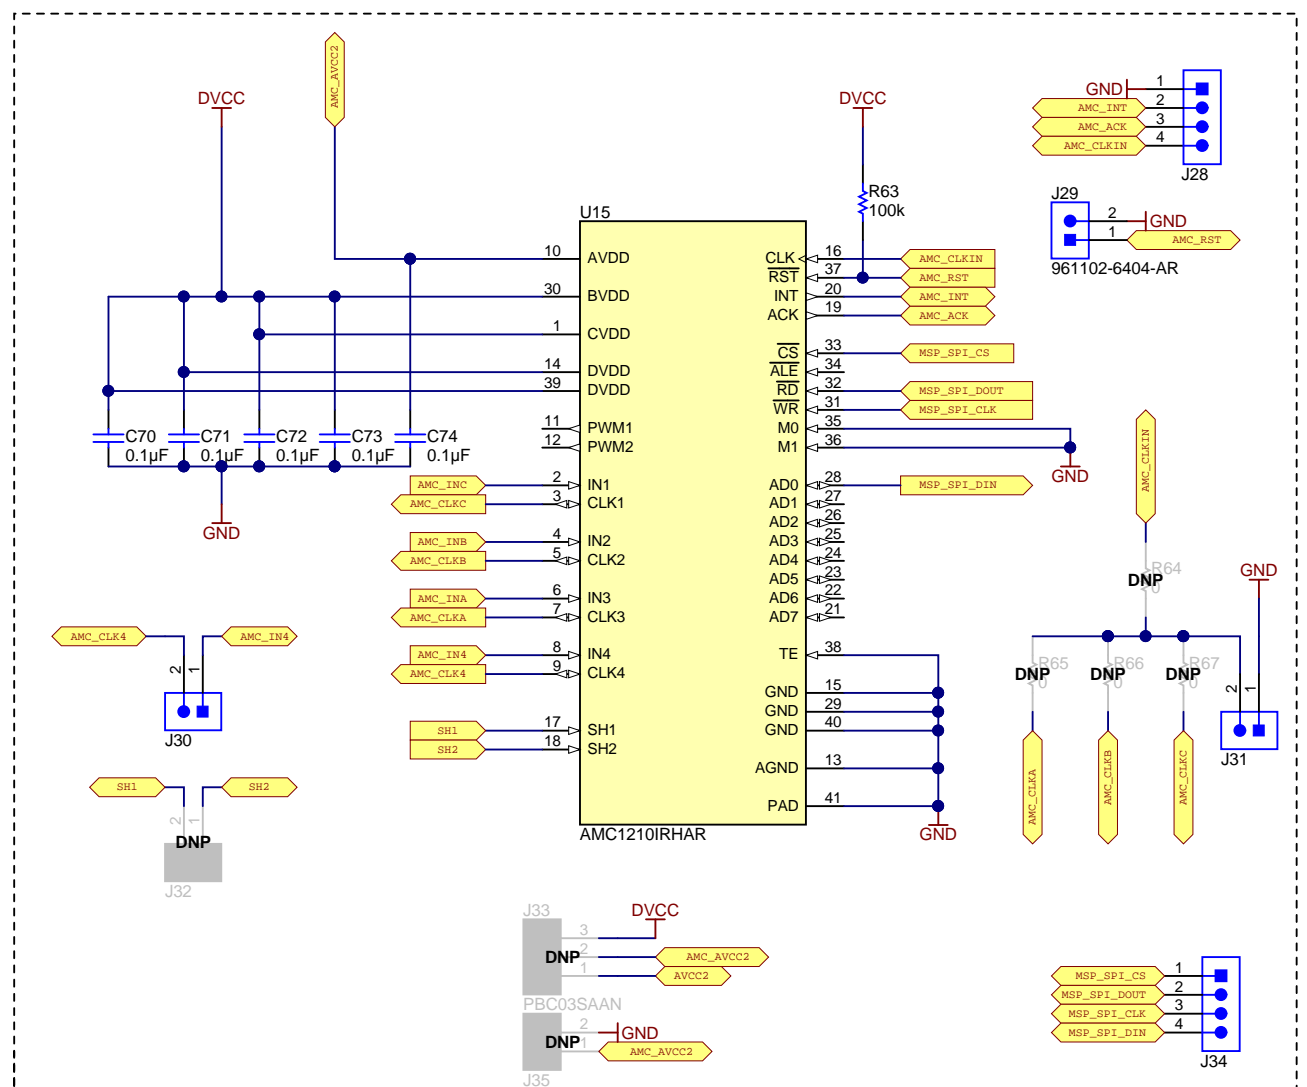 AMC_AVCC2
DVCC
DVCC
GND 1
AMC_INT 2
AMC_ACK 3
AMC_CLKIN 4
J28
R63
100k
J29
2 GND
1 AMC_RST
961102-6404-AR
U15
10 AVDD
30 BVDD
1 CVDD
14 DVDD
39 DVDD
11 PWM1
12 PWM2
AMC_INC 2 IN1
AMC_CLKC 3 CLK1
AMC_INB 4 IN2
AMC_CLKB 5 CLK2
AMC_INA 6 IN3
AMC_CLKA 7 CLK3
AMC_IN4 8 IN4
AMC_CLK4 9 CLK4
SH1 17 SH1
SH2 18 SH2
CLK 16 AMC_CLKIN
RST 37 AMC_RST
INT 20 AMC_INT
ACK 19 AMC_ACK
CS 33 MSP_SPI_CS
ALE 34
RD 32 MSP_SPI_DOUT
WR 31 MSP_SPI_CLK
M0 35
M1 36
GND
AD0 28 MSP_SPI_DIN
AD1 27
AD2 26
AD3 25
AD4 24
AD5 23
AD6 22
AD7 21
TE 38
GND 15
GND 29
GND 40
AGND 13
PAD 41
GND
AMC1210IRHAR
C70
0.1µF
C71
0.1µF
C72
0.1µF
C73
0.1µF
C74
0.1µF
GND
AMC_CLK4
AMC_IN4
2
1
J30
SH1
SH2
2
1
DNP
J32
AMC_CLKIN
R64
DNP
0
GND
R65
DNP
0
R66
DNP
0
R67
DNP
0
2
1
J31
AMC_CLKA
AMC_CLKB
AMC_CLKC
J33
DVCC
3
DNP 2 AMC_AVCC2
1 AVCC2
PBC03SAAN
2 GND
DNP 1 AMC_AVCC2
J35
MSP_SPI_CS 1
MSP_SPI_DOUT 2
MSP_SPI_CLK 3
MSP_SPI_DIN 4
J34